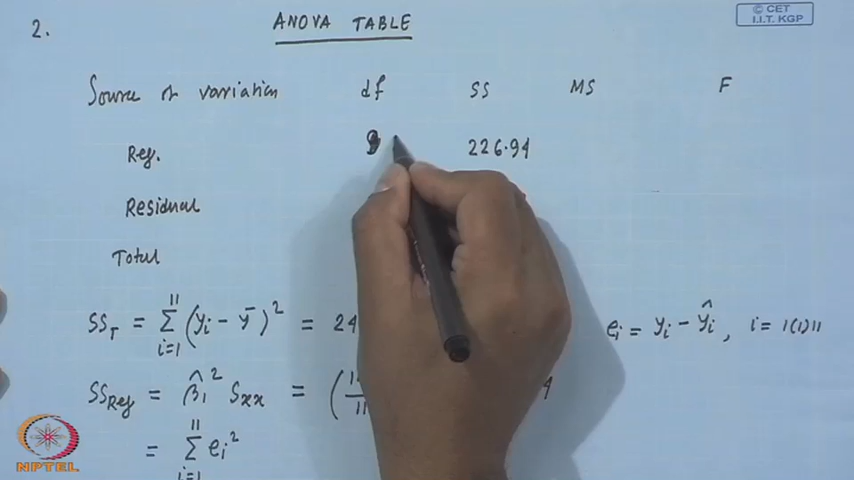 2.
ANOVA TABLE
© CET
I.I.T. KGP
Source of variation df SS MS F
Reg. 226.94
Residual
Total
SS_T = Σ_{i=1}^{11} (y_i - ȳ)² = 24
e_i = y_i - ŷ_i, i = 1(1)11
SS_Reg = β̂_1² S_xx = ( 4
= Σ_{i=1}^{11} e_i²
NPTEL